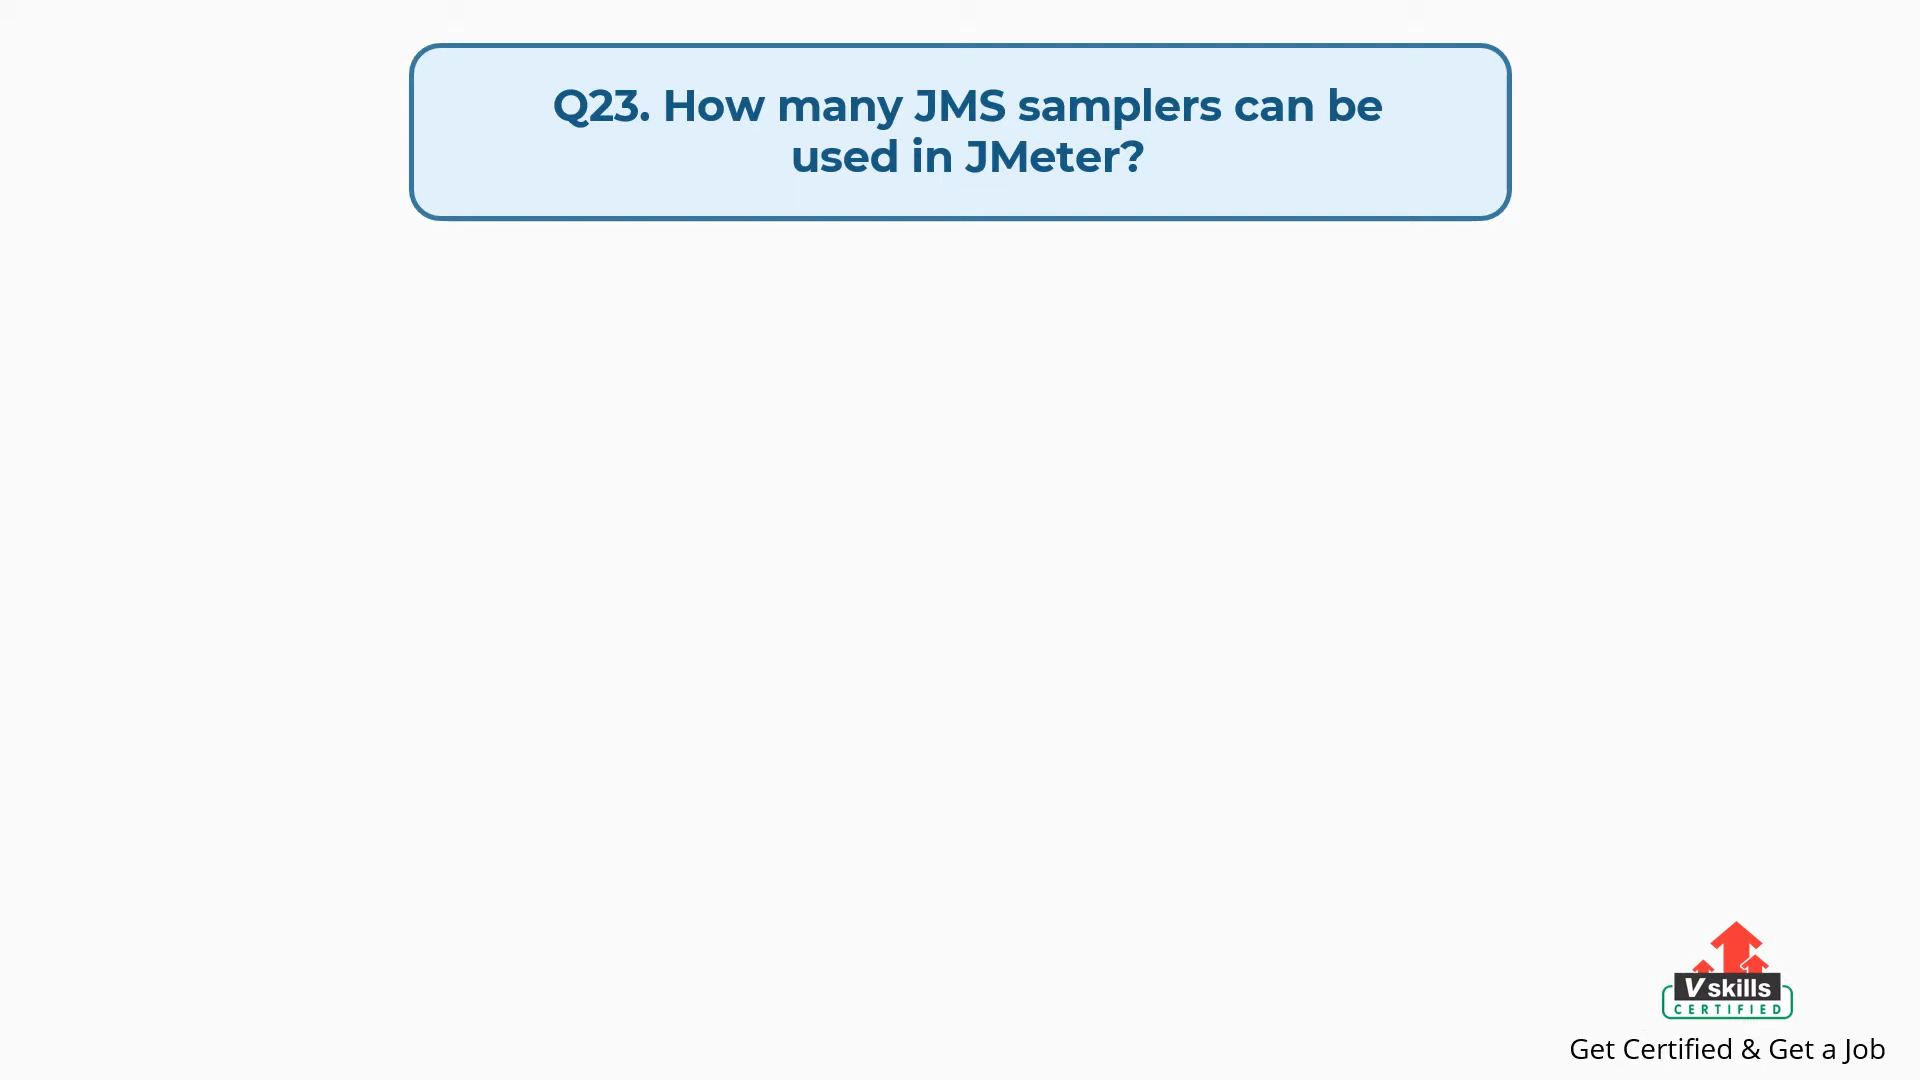 Q23. How many JMS samplers can be
used in JMeter?
Vskills
CERTIFIED
Get Certified & Get a Job